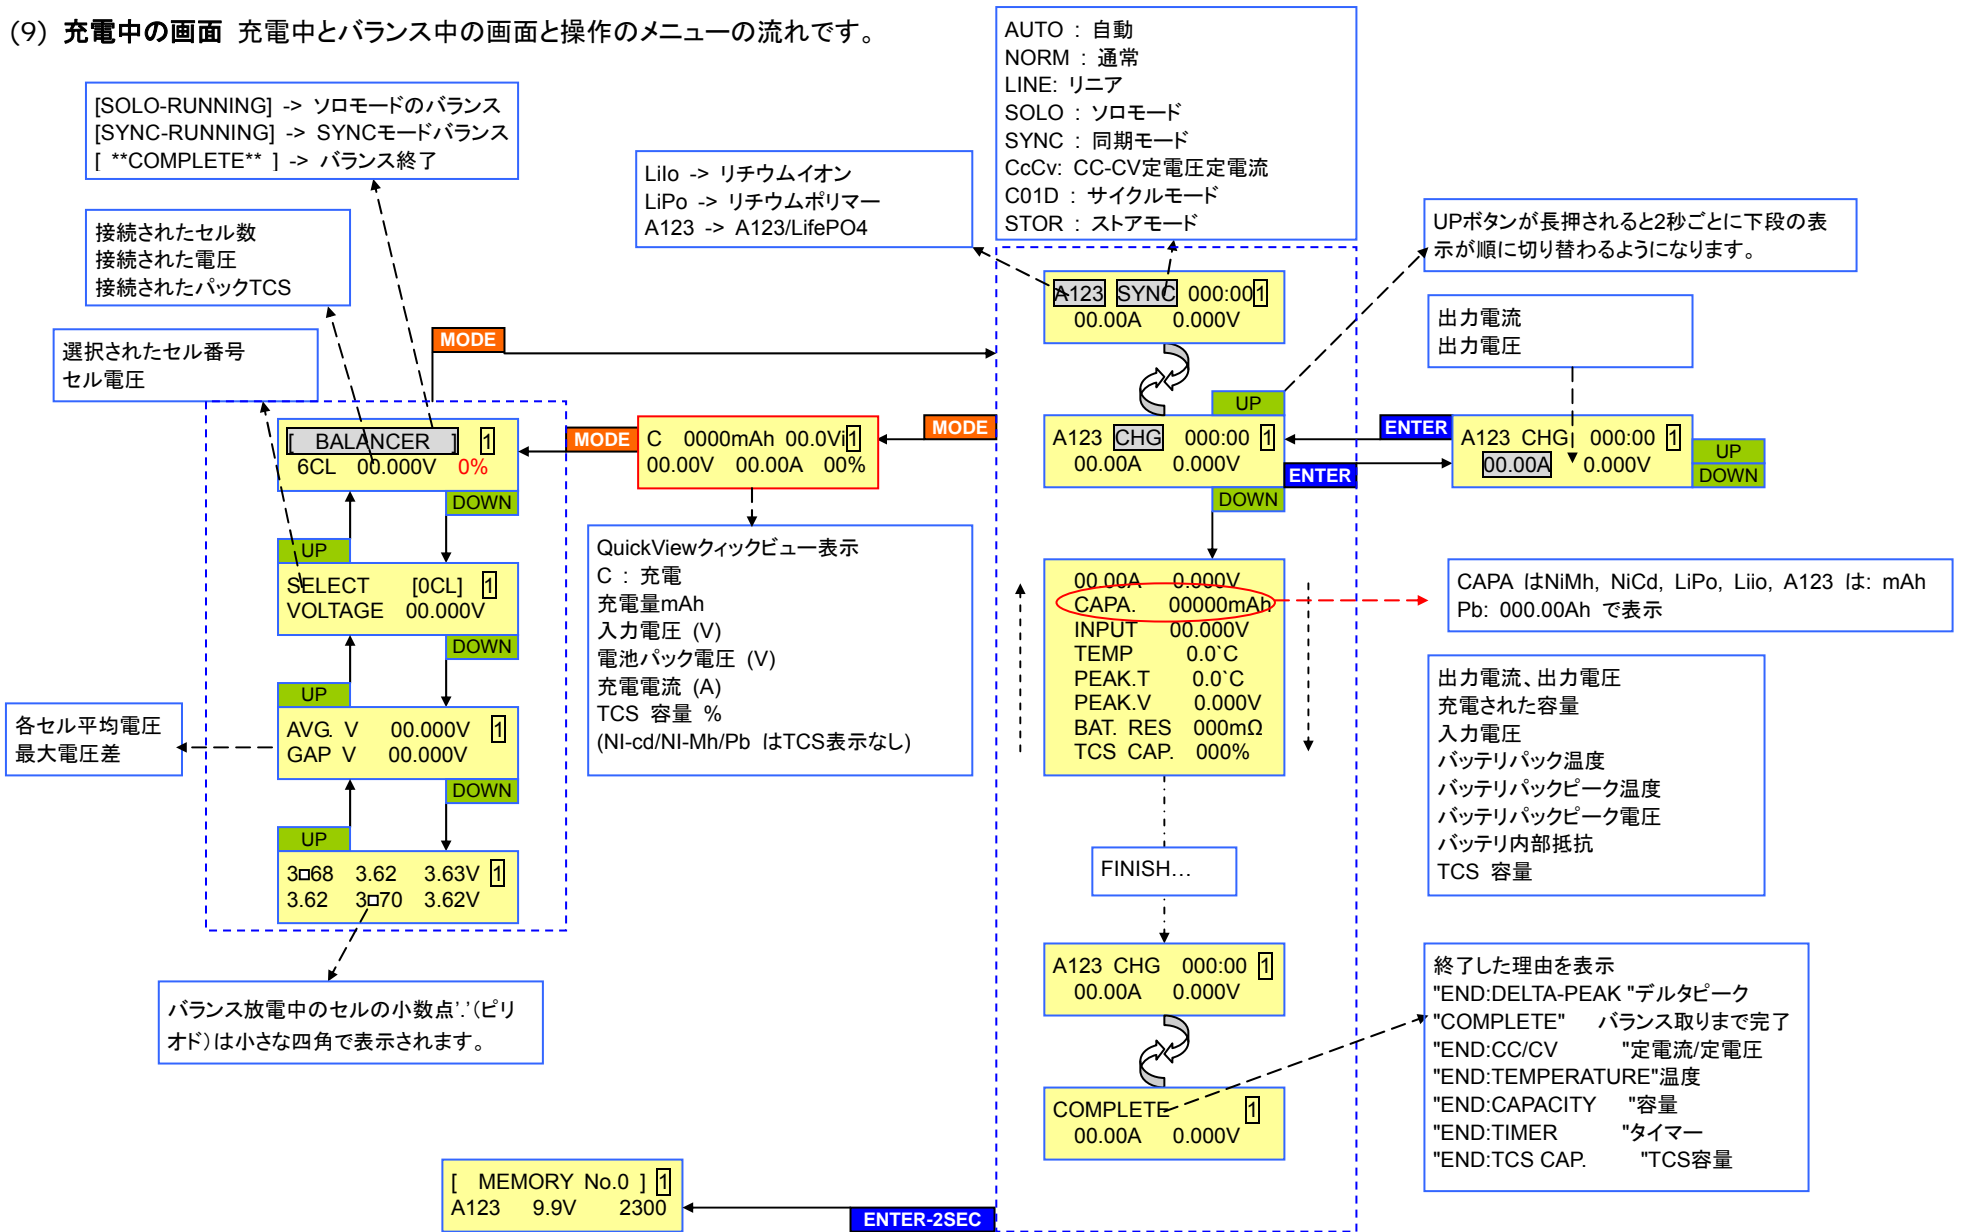 (9) 充電中の画面 充電中とバランス中の画面と操作のメニューの流れです。
AUTO : 自動
NORM : 通常
LINE: リニア
SOLO : ソロモード
SYNC : 同期モード
CcCv: CC-CV定電圧定電流
C01D : サイクルモード
STOR : ストアモード
[SOLO-RUNNING] -> ソロモードのバランス
[SYNC-RUNNING] -> SYNCモードバランス
[ **COMPLETE** ] -> バランス終了
LiIo -> リチウムイオン
LiPo -> リチウムポリマー
A123 -> A123/LifePO4
接続されたセル数
接続された電圧
接続されたパックTCS
UPボタンが長押されると2秒ごとに下段の表
示が順に切り替わるようになります。
選択されたセル番号
セル電圧
MODE
A123 SYNC 000:00 1
00.00A 0.000V
出力電流
出力電圧
[ BALANCER ] 1
6CL 00.000V 0%
DOWN
MODE
C 0000mAh 00.0Vi 1
00.00V 00.00A 00%
MODE
UP
A123 CHG 000:00 1
00.00A 0.000V
DOWN
ENTER
ENTER
A123 CHG 000:00 1
00.00A 0.000V
UP
DOWN
UP
SELECT [0CL] 1
VOLTAGE 00.000V
DOWN
QuickViewクィックビュー表示
C : 充電
充電量mAh
入力電圧 (V)
電池パック電圧 (V)
充電電流 (A)
TCS 容量 %
(NI-cd/NI-Mh/Pb はTCS表示なし)
00.00A 0.000V
CAPA. 00000mAh
INPUT 00.000V
TEMP 0.0`C
PEAK.T 0.0`C
PEAK.V 0.000V
BAT. RES 000mΩ
TCS CAP. 000%
CAPA はNiMh, NiCd, LiPo, Liio, A123 は: mAh
Pb: 000.00Ah で表示
出力電流、出力電圧
充電された容量
入力電圧
バッテリパック温度
バッテリパックピーク温度
バッテリパックピーク電圧
バッテリ内部抵抗
TCS 容量
各セル平均電圧
最大電圧差
UP
AVG. V 00.000V 1
GAP V 00.000V
DOWN
UP
3□68 3.62 3.63V 1
3.62 3□70 3.62V
FINISH…
バランス放電中のセルの小数点'.'(ピリ
オド)は小さな四角で表示されます。
A123 CHG 000:00 1
00.00A 0.000V
終了した理由を表示
"END:DELTA-PEAK "デルタピーク
"COMPLETE" バランス取りまで完了
"END:CC/CV "定電流/定電圧
"END:TEMPERATURE"温度
"END:CAPACITY "容量
"END:TIMER "タイマー
"END:TCS CAP. "TCS容量
COMPLETE 1
00.00A 0.000V
[ MEMORY No.0 ] 1
A123 9.9V 2300
ENTER-2SEC